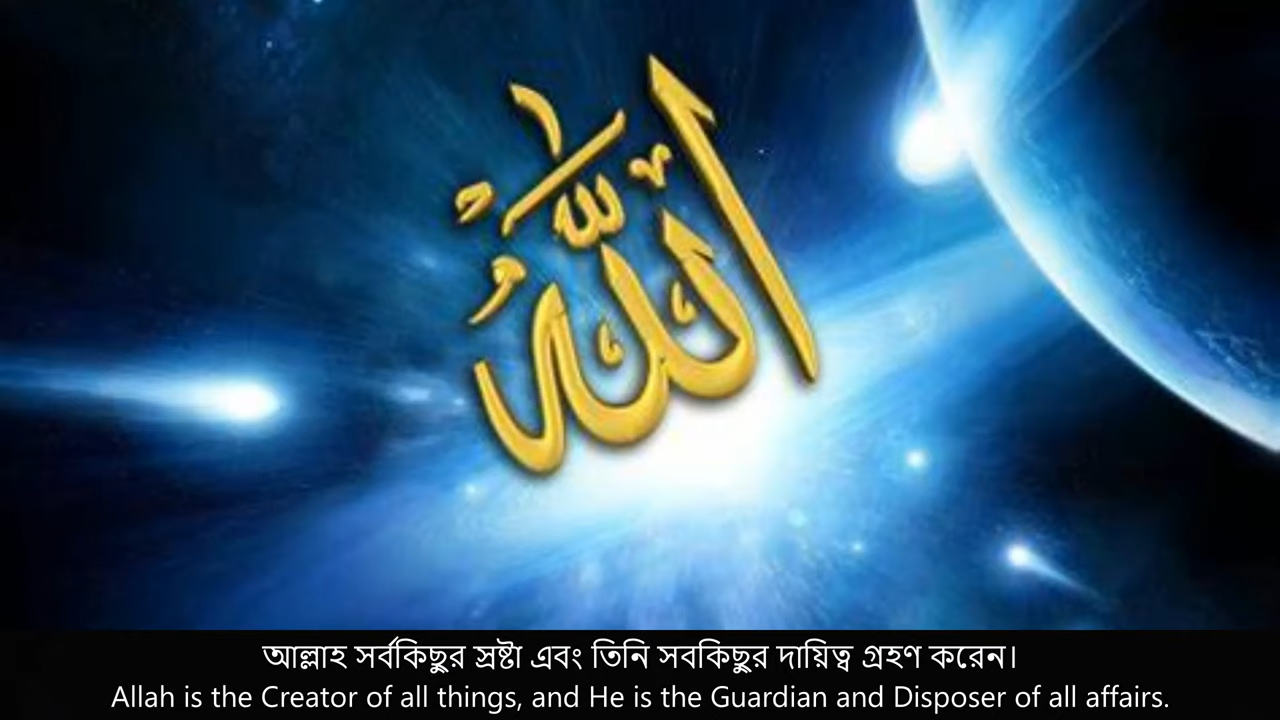 اللّٰهُ
আল্লাহ সর্বকিছুর স্রষ্টা এবং তিনি সবকিছুর দায়িত্ব গ্রহণ করেন।
Allah is the Creator of all things, and He is the Guardian and Disposer of all affairs.